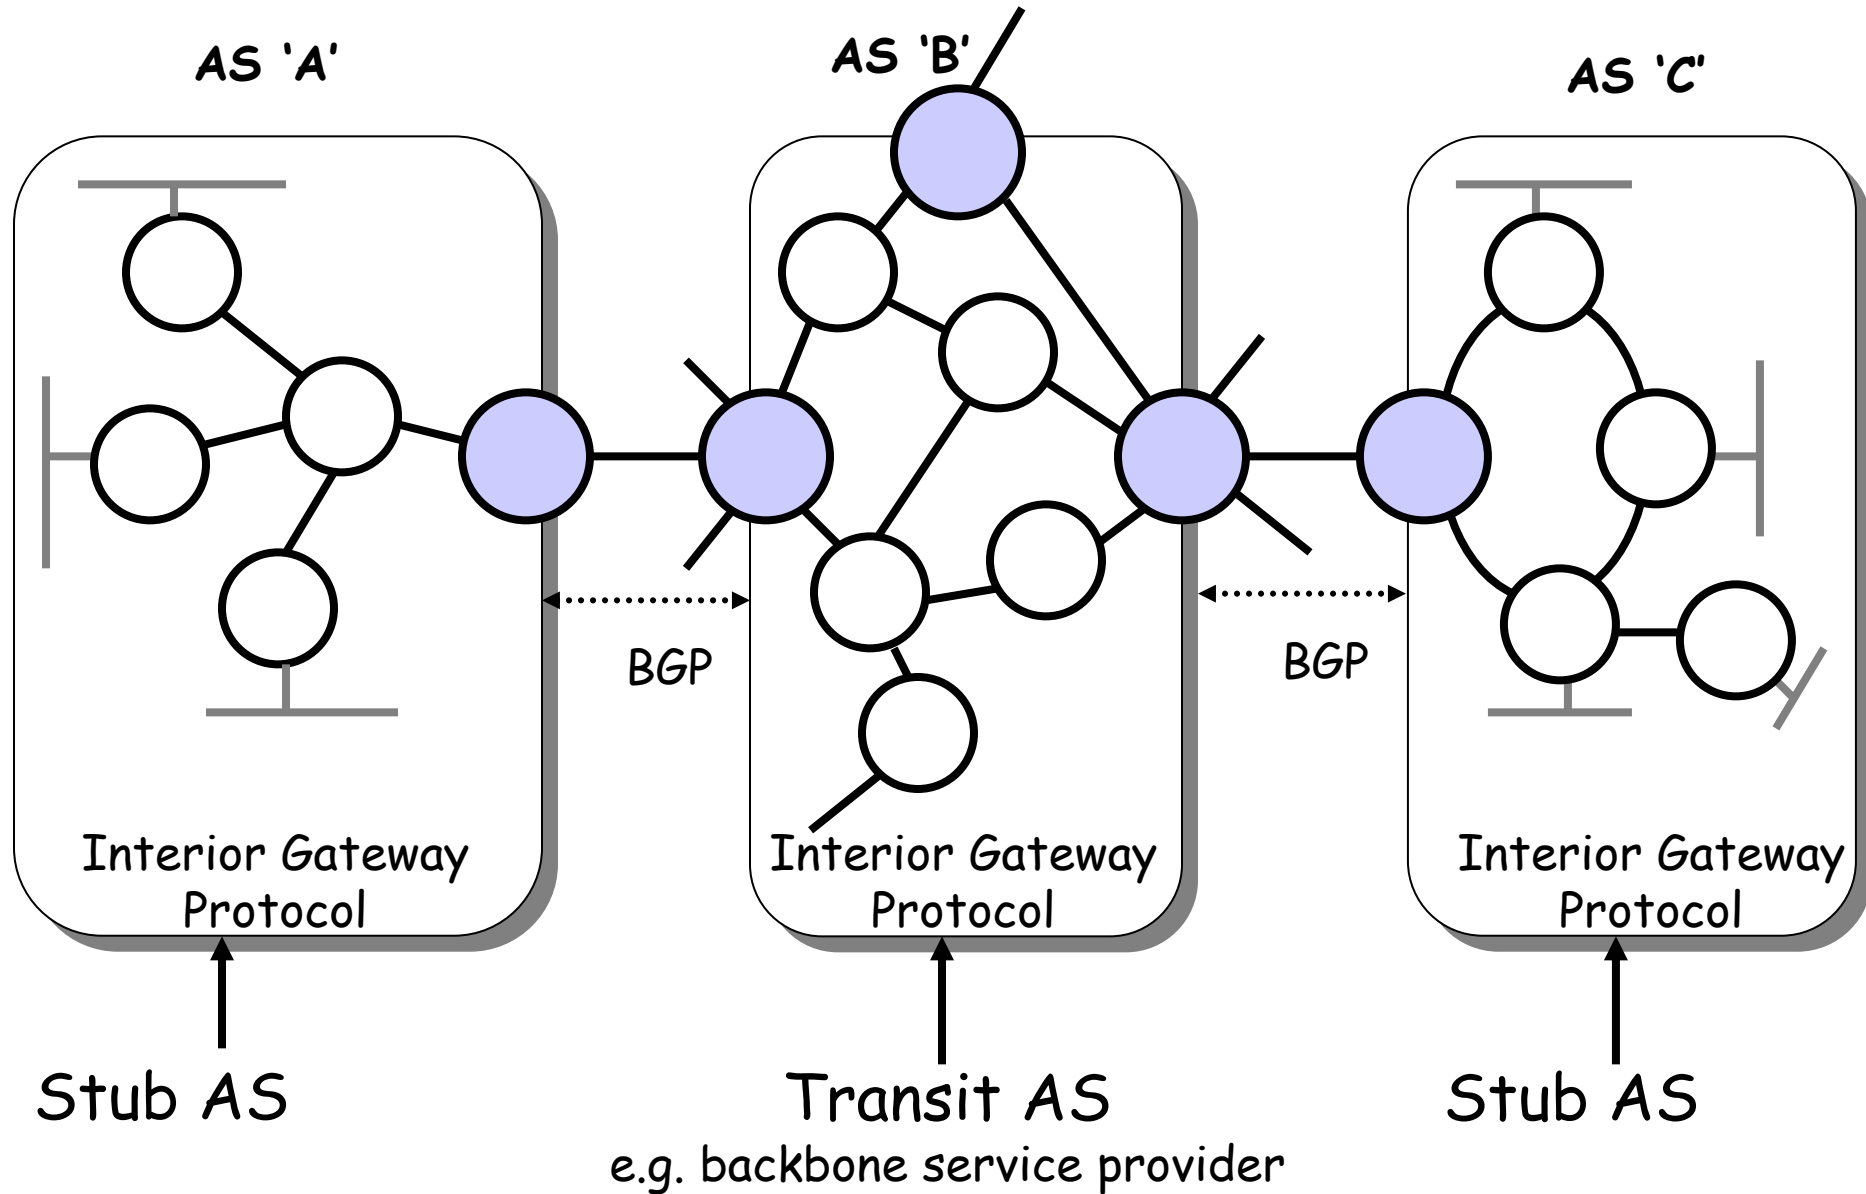 AS ‘A’
AS ‘B’
AS ‘C’
BGP
BGP
Interior Gateway
Protocol
Interior Gateway
Protocol
Interior Gateway
Protocol
Stub AS
Transit AS
e.g. backbone service provider
Stub AS